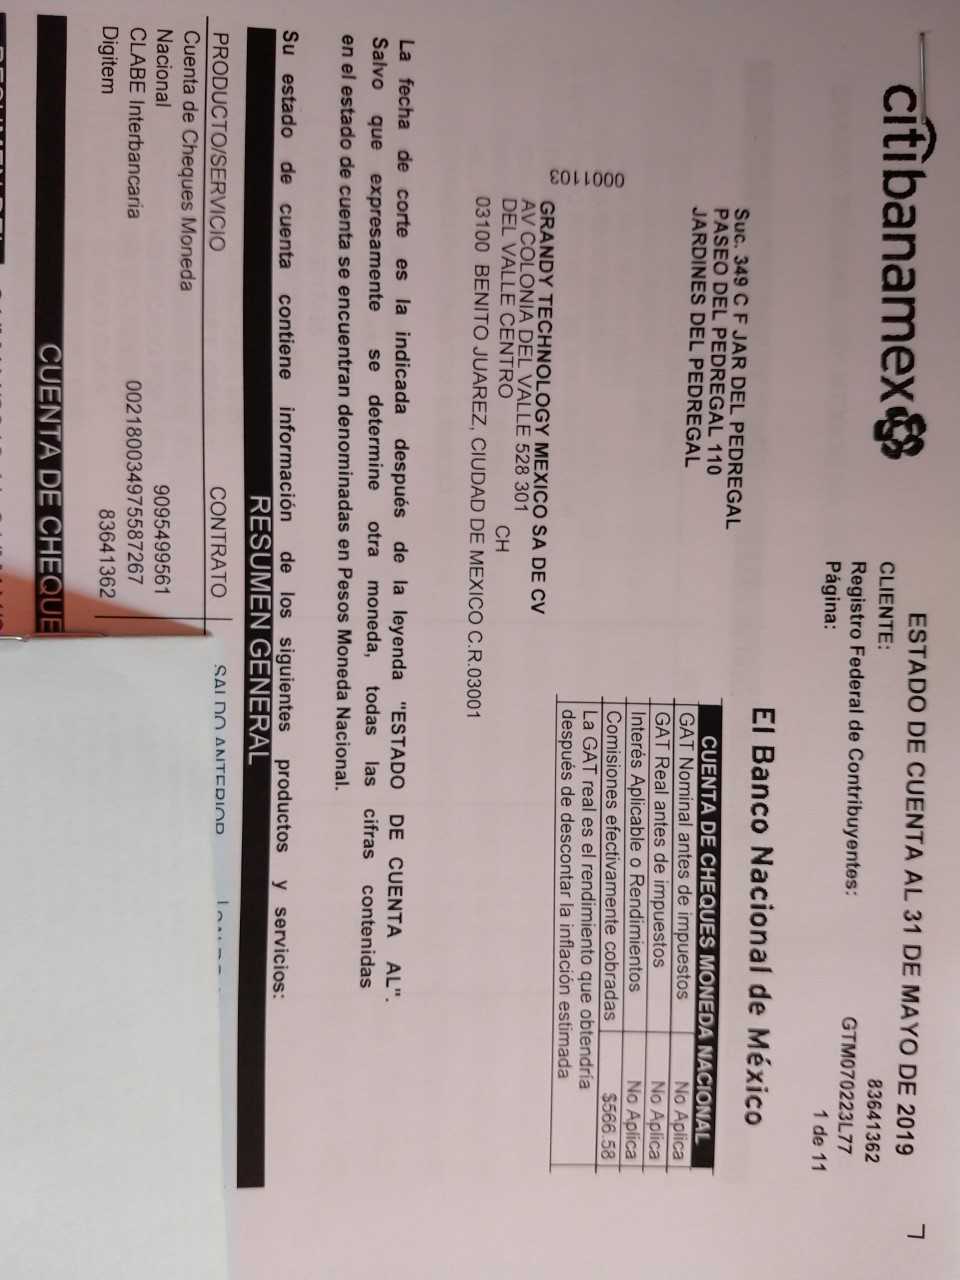 citibanamex
ESTADO DE CUENTA AL 31 DE MAYO DE 2019
CLIENTE: 83641362
Registro Federal de Contribuyentes: GTM070223L77
Página: 1 de 11
El Banco Nacional de México
Suc. 349 C F JAR DEL PEDREGAL
PASEO DEL PEDREGAL 110
JARDINES DEL PEDREGAL
CUENTA DE CHEQUES MONEDA NACIONAL
GAT Nominal antes de impuestos No Aplica
GAT Real antes de impuestos No Aplica
Interés Aplicable o Rendimientos No Aplica
Comisiones efectivamente cobradas $566.58
La GAT real es el rendimiento que obtendría
después de descontar la inflación estimada
0001103
GRANDY TECHNOLOGY MEXICO SA DE CV
AV COLONIA DEL VALLE 528 301
DEL VALLE CENTRO CH
03100 BENITO JUAREZ, CIUDAD DE MEXICO C.R.03001
La fecha de corte es la indicada después de la leyenda "ESTADO DE CUENTA AL".
Salvo que expresamente se determine otra moneda, todas las cifras contenidas
en el estado de cuenta se encuentran denominadas en Pesos Moneda Nacional.
Su estado de cuenta contiene información de los siguientes productos y servicios:
RESUMEN GENERAL
PRODUCTO/SERVICIO CONTRATO SALDO ANTERIOR
Cuenta de Cheques Moneda
Nacional 9095499561
CLABE Interbancaria 002180034975587267
Digitem 83641362
CUENTA DE CHEQUE